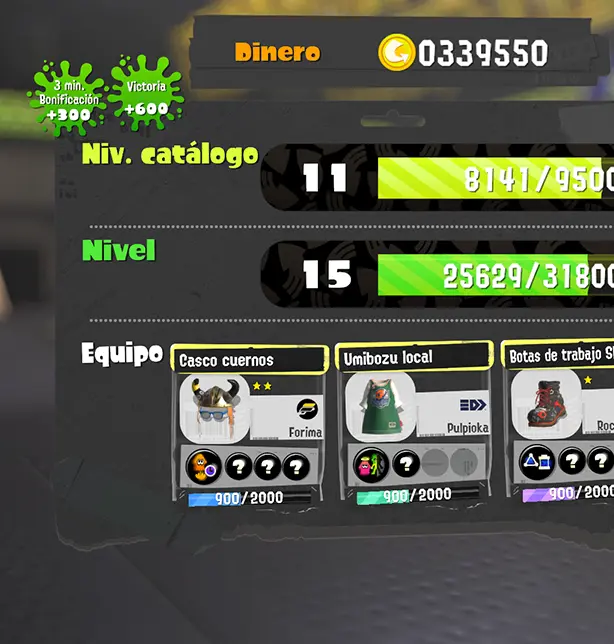 Dinero
0339550
3 min.
Bonificación
+300
Victoria
+600
Niv. catálogo
11
8141/9500
Nivel
15
25629/31800
Equipo
Casco cuernos
Forima
? ? ?
900/2000
Umibozu local
Pulpioka
?
900/2000
Botas de trabajo
? ?
900/2000